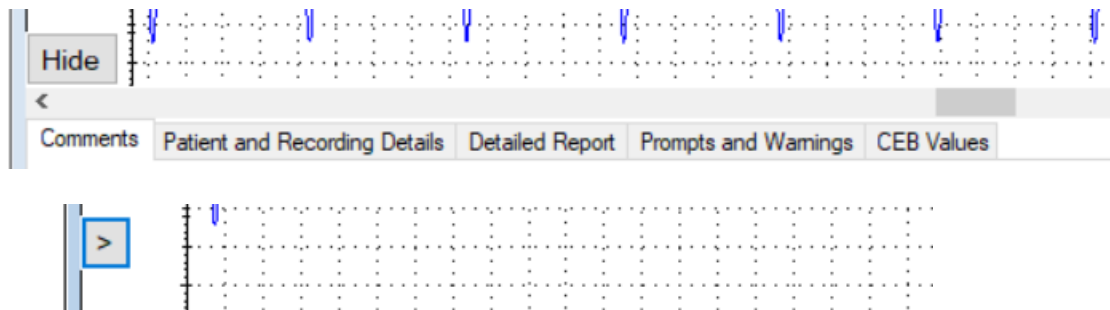 Hide
<
Comments Patient and Recording Details Detailed Report Prompts and Warnings CEB Values
>